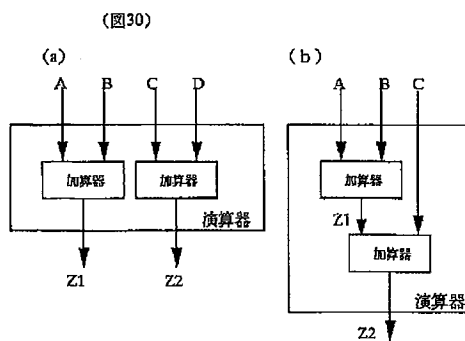 (図30)
(a)
A B C D
加算器 加算器
演算器
Z1 Z2
(b)
A B C
加算器
Z1
加算器
演算器
Z2